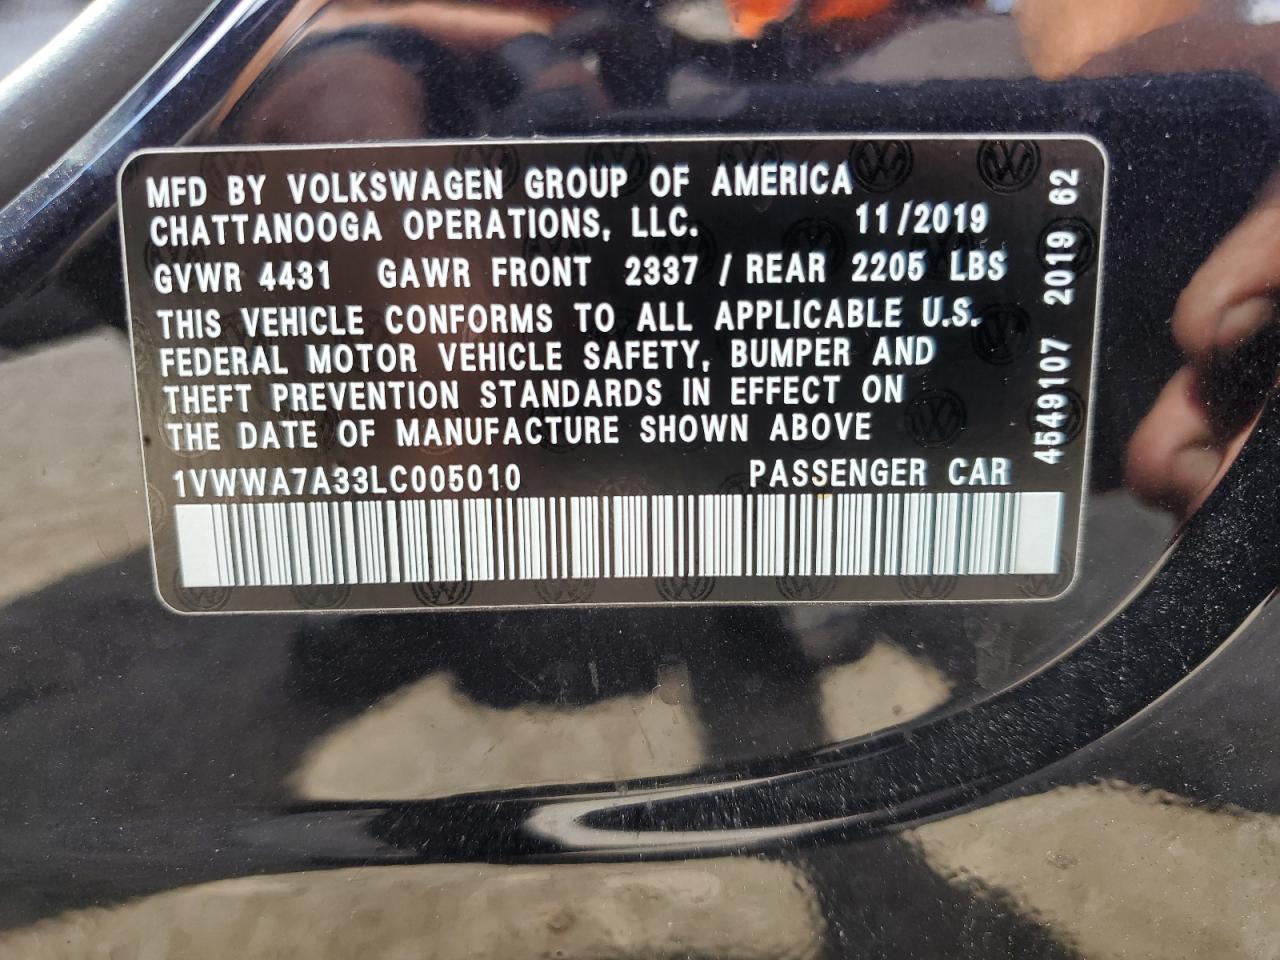 MFD BY VOLKSWAGEN GROUP OF AMERICA
CHATTANOOGA OPERATIONS, LLC. 11/2019
GVWR 4431 GAWR FRONT 2337 / REAR 2205 LBS
THIS VEHICLE CONFORMS TO ALL APPLICABLE U.S.
FEDERAL MOTOR VEHICLE SAFETY, BUMPER AND
THEFT PREVENTION STANDARDS IN EFFECT ON
THE DATE OF MANUFACTURE SHOWN ABOVE
1VWWA7A33LC005010 PASSENGER CAR
4549107 2019 62